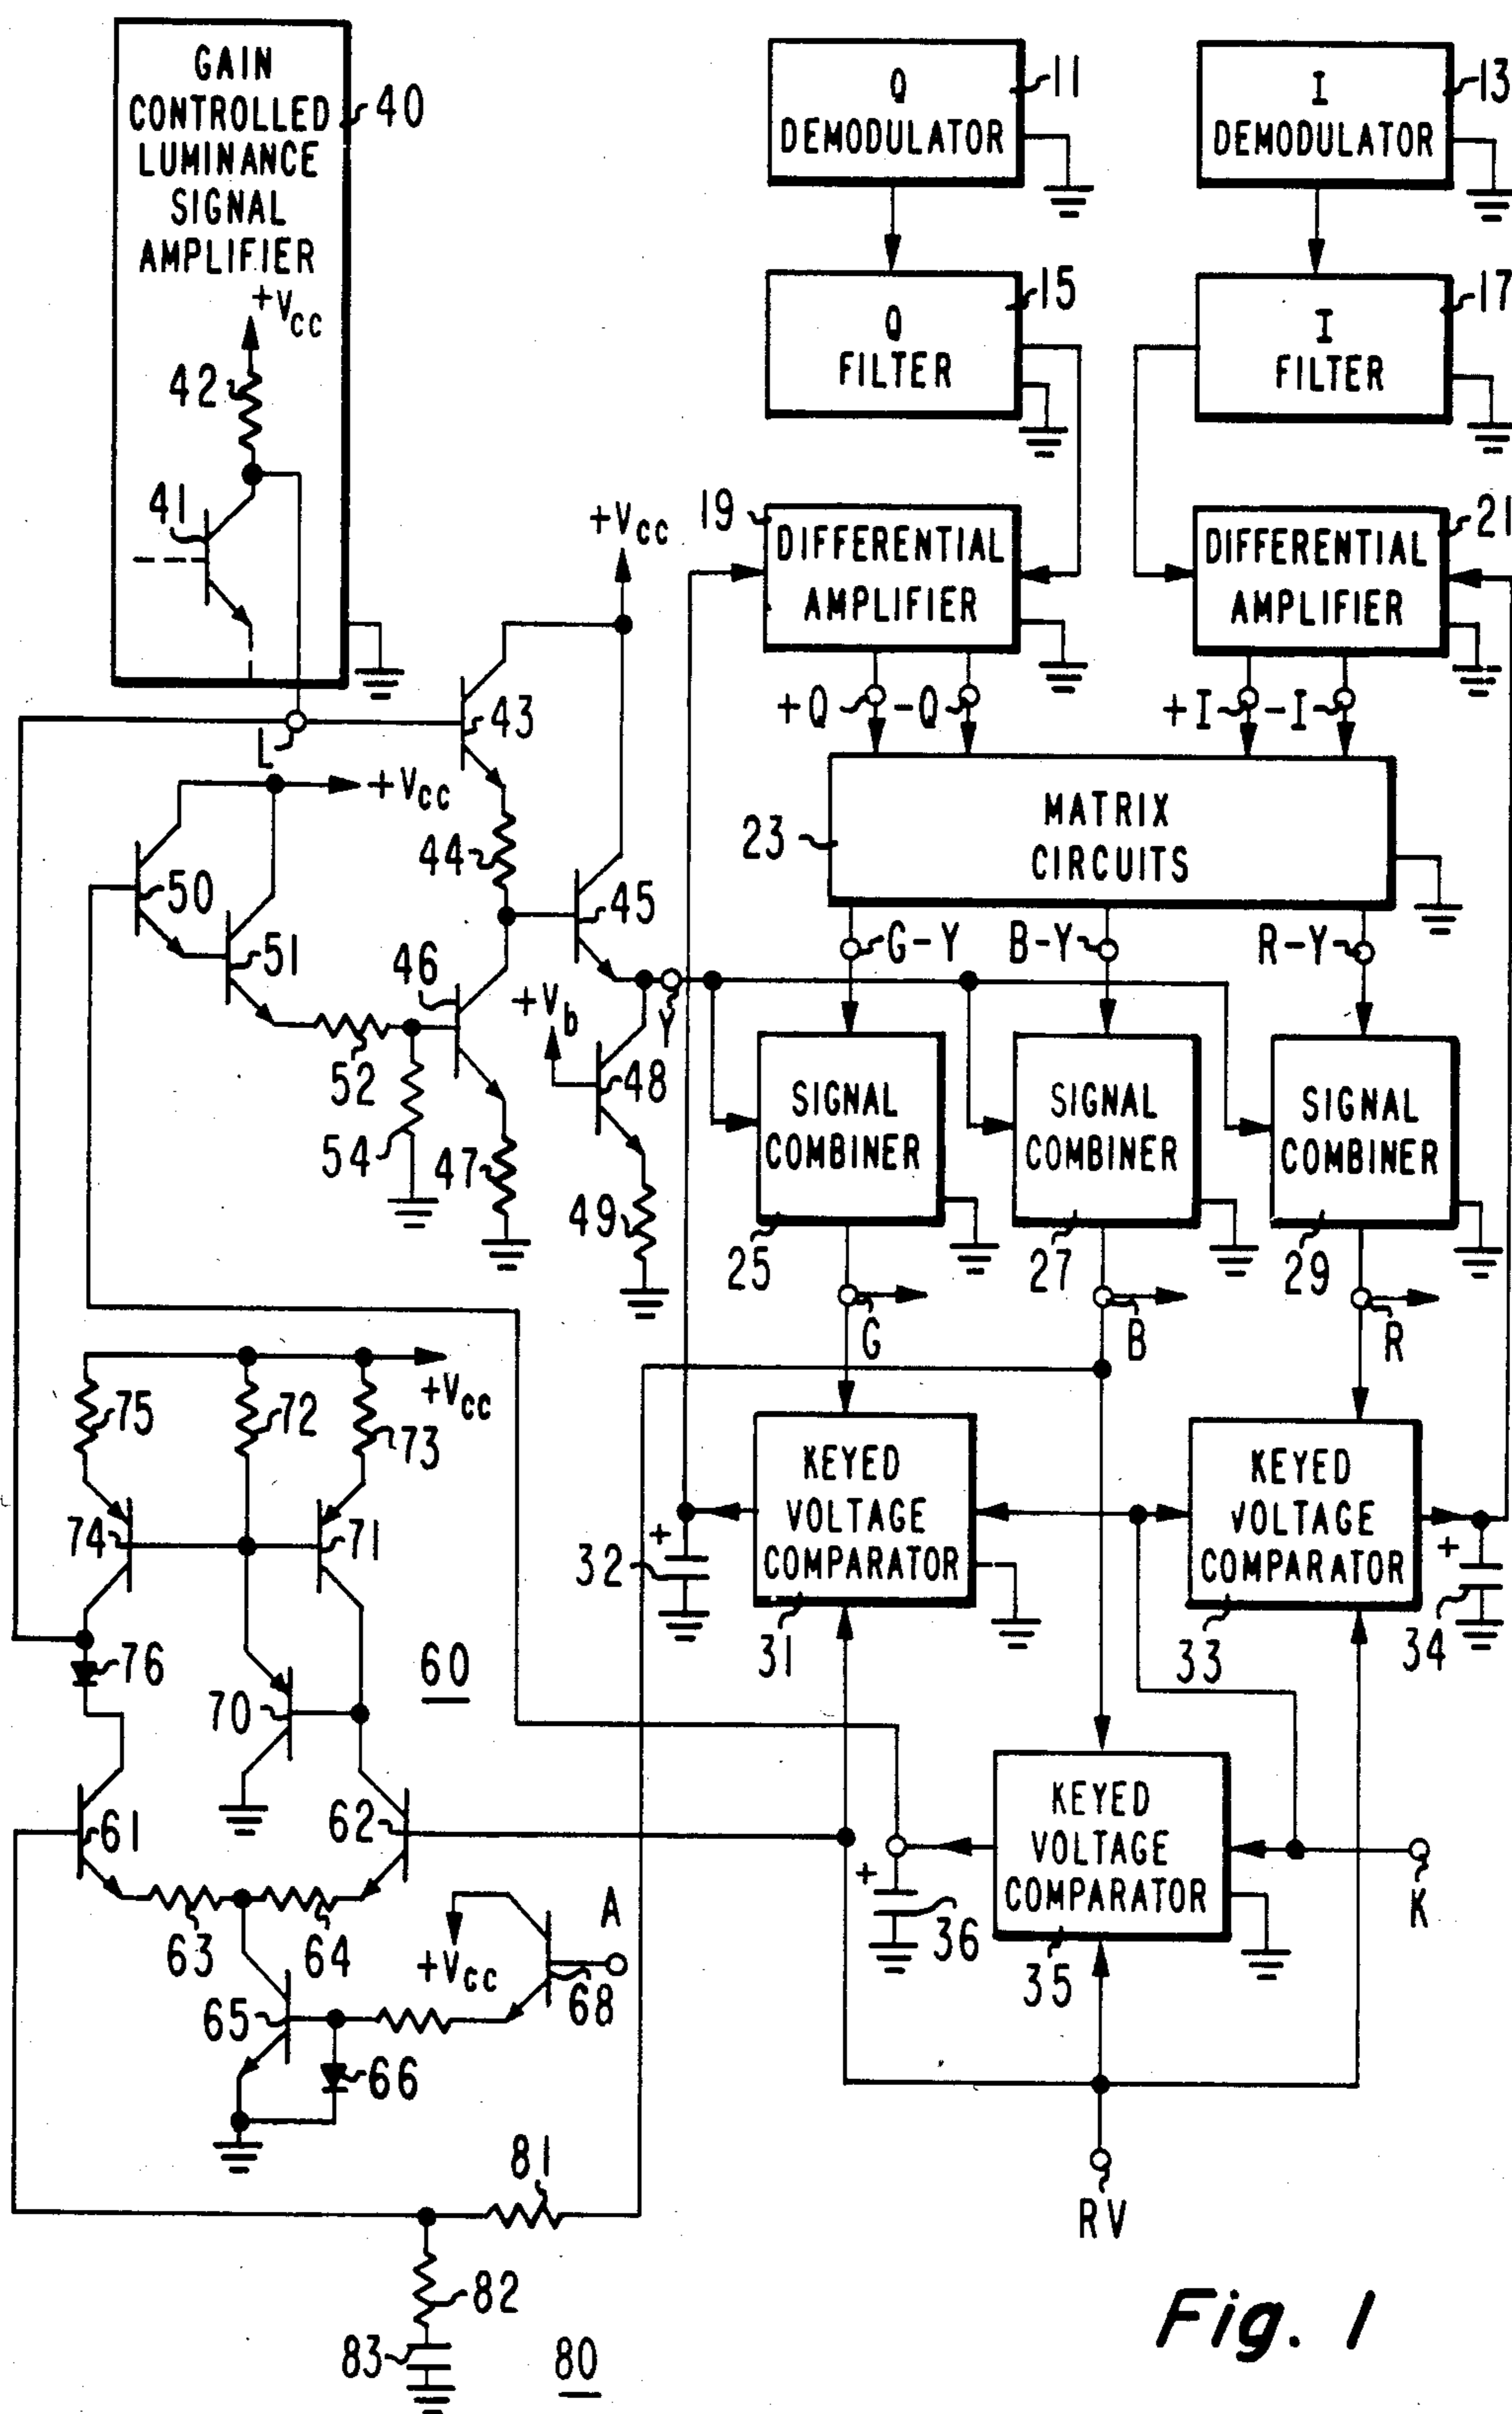 GAIN
CONTROLLED
LUMINANCE
SIGNAL
AMPLIFIER
40
+Vcc
42
41
Q
DEMODULATOR
11
I
DEMODULATOR
13
Q
FILTER
15
I
FILTER
17
+Vcc
19
DIFFERENTIAL
AMPLIFIER
DIFFERENTIAL
AMPLIFIER
21
+Q
-Q
+I
-I
L
43
+Vcc
44
23
MATRIX
CIRCUITS
50
51
45
46
+Vb
Y
G-Y
B-Y
R-Y
52
54
47
48
49
SIGNAL
COMBINER
25
SIGNAL
COMBINER
27
SIGNAL
COMBINER
29
G
B
R
75
72
73
+Vcc
74
71
32
+
KEYED
VOLTAGE
COMPARATOR
31
KEYED
VOLTAGE
COMPARATOR
33
+
34
76
60
70
61
62
KEYED
VOLTAGE
COMPARATOR
35
+
36
K
63
64
A
+Vcc
68
65
66
RV
81
82
83
80
Fig. 1